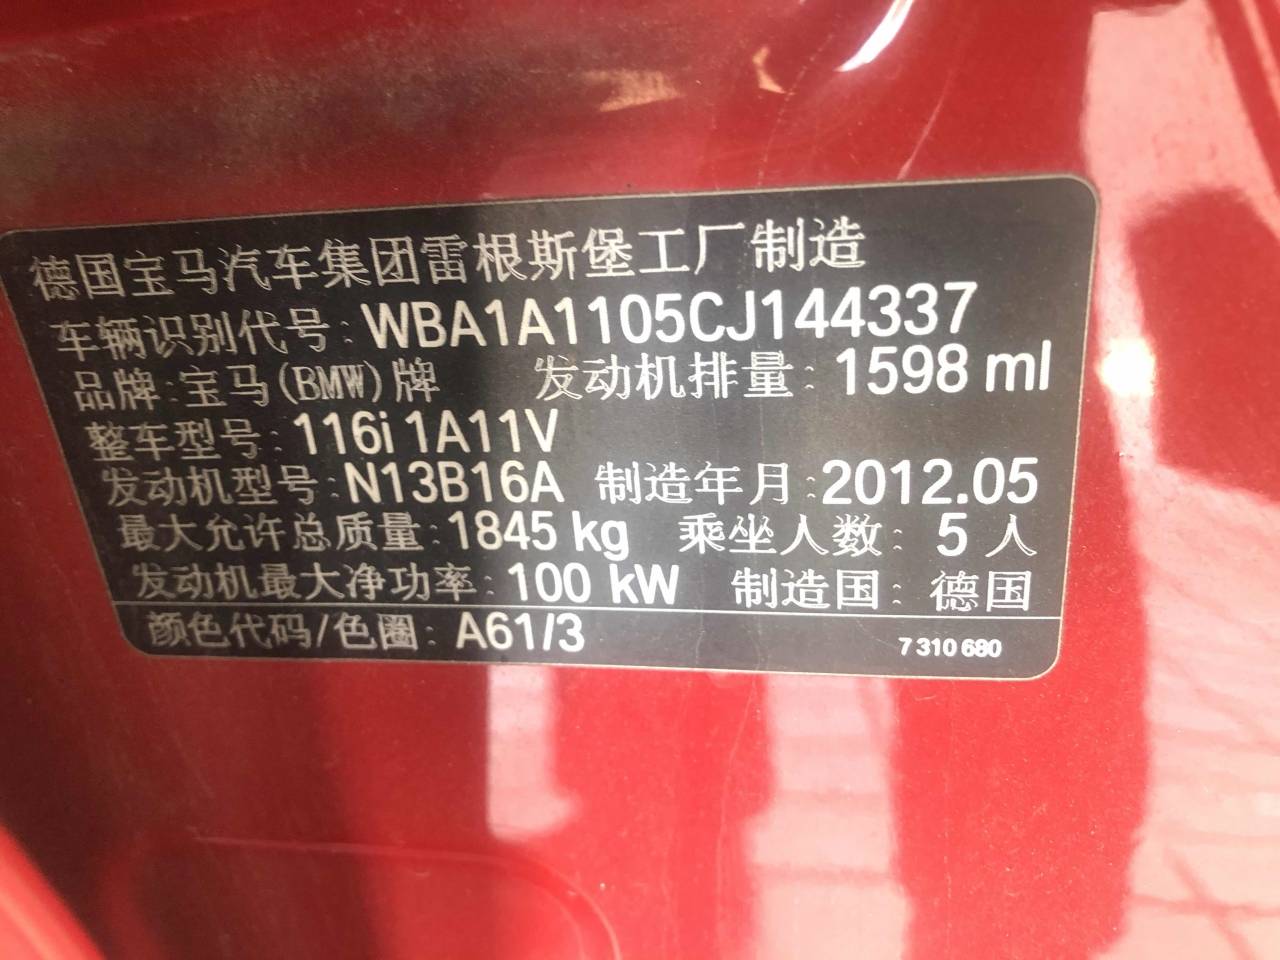 德国宝马汽车集团雷根斯堡工厂制造
车辆识别代号: WBA1A1105CJ144337
品牌: 宝马(BMW)牌 发动机排量: 1598 ml
整车型号: 116i 1A11V
发动机型号: N13B16A 制造年月: 2012.05
最大允许总质量: 1845 kg 乘坐人数: 5 人
发动机最大净功率: 100 kW 制造国: 德国
颜色代码/色圈: A61/3 7 310 680